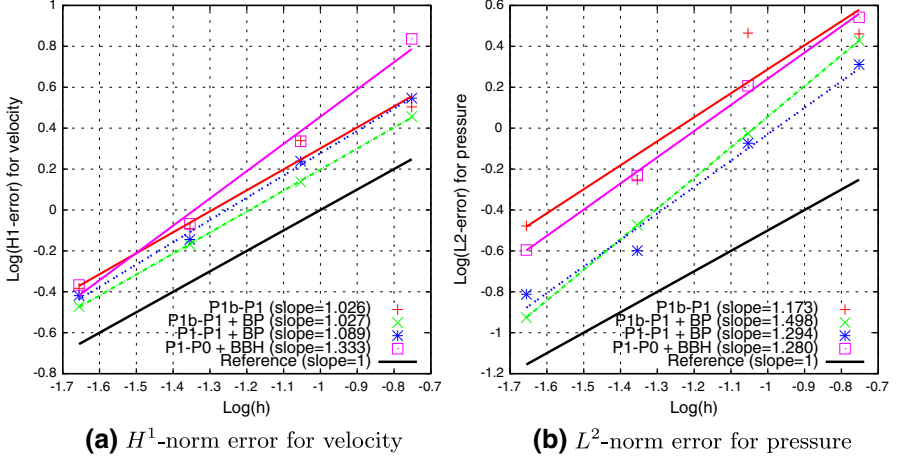 1
0.8
0.6
0.4
0.2
0
-0.2
-0.4
-0.6
-0.8
Log(H1-error) for velocity
P1b-P1 (slope=1.026)
P1b-P1 + BP (slope=1.027)
P1-P1 + BP (slope=1.089)
P1-P0 + BBH (slope=1.333)
Reference (slope=1)
-1.7 -1.6 -1.5 -1.4 -1.3 -1.2 -1.1 -1 -0.9 -0.8 -0.7
Log(h)
(a) H¹-norm error for velocity
0.6
0.4
0.2
0
-0.2
-0.4
-0.6
-0.8
-1
-1.2
Log(L2-error) for pressure
P1b-P1 (slope=1.173)
P1b-P1 + BP (slope=1.498)
P1-P1 + BP (slope=1.294)
P1-P0 + BBH (slope=1.280)
Reference (slope=1)
-1.7 -1.6 -1.5 -1.4 -1.3 -1.2 -1.1 -1 -0.9 -0.8 -0.7
Log(h)
(b) L²-norm error for pressure